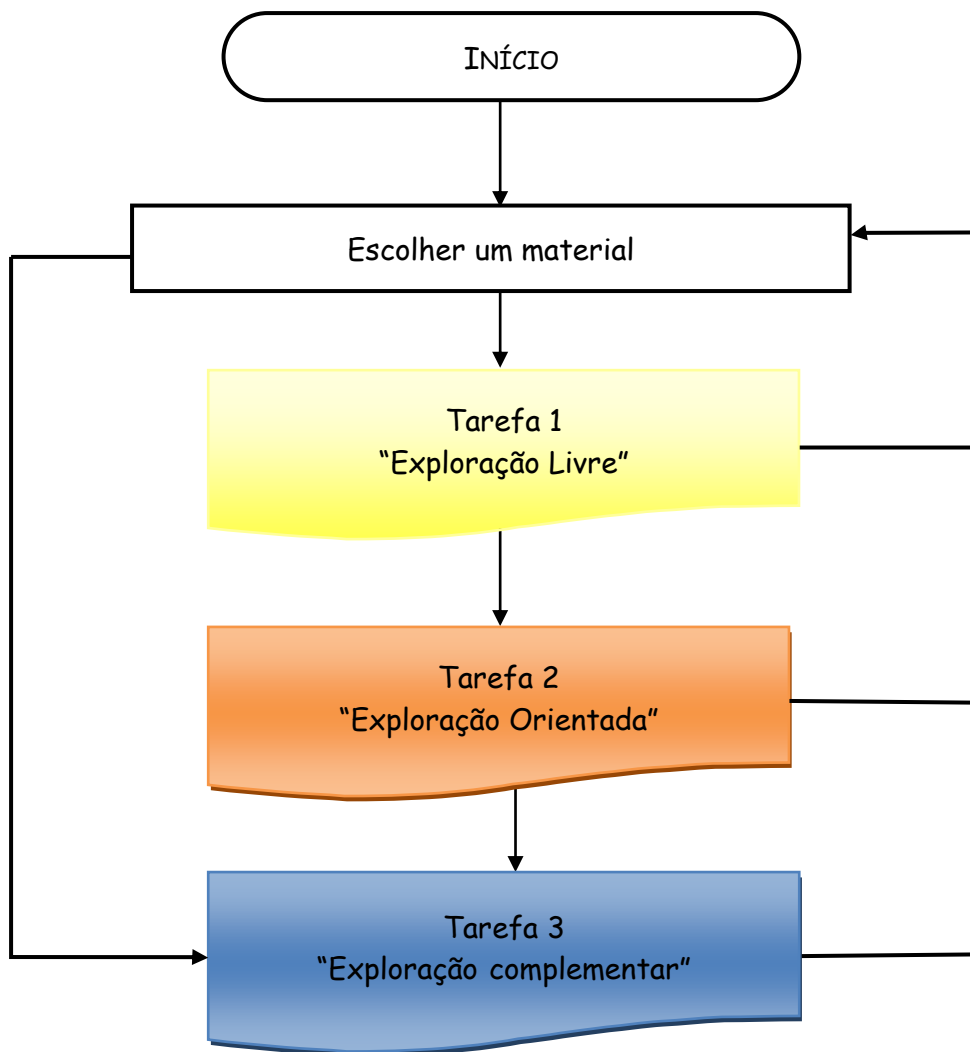 INÍCIO
Escolher um material
Tarefa 1
“Exploração Livre”
Tarefa 2
“Exploração Orientada”
Tarefa 3
“Exploração complementar”